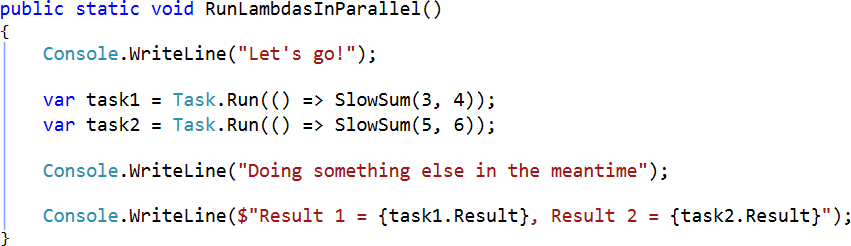 public static void RunLambdasInParallel()
{
    Console.WriteLine("Let's go!");

    var task1 = Task.Run(() => SlowSum(3, 4));
    var task2 = Task.Run(() => SlowSum(5, 6));

    Console.WriteLine("Doing something else in the meantime");

    Console.WriteLine($"Result 1 = {task1.Result}, Result 2 = {task2.Result}");
}